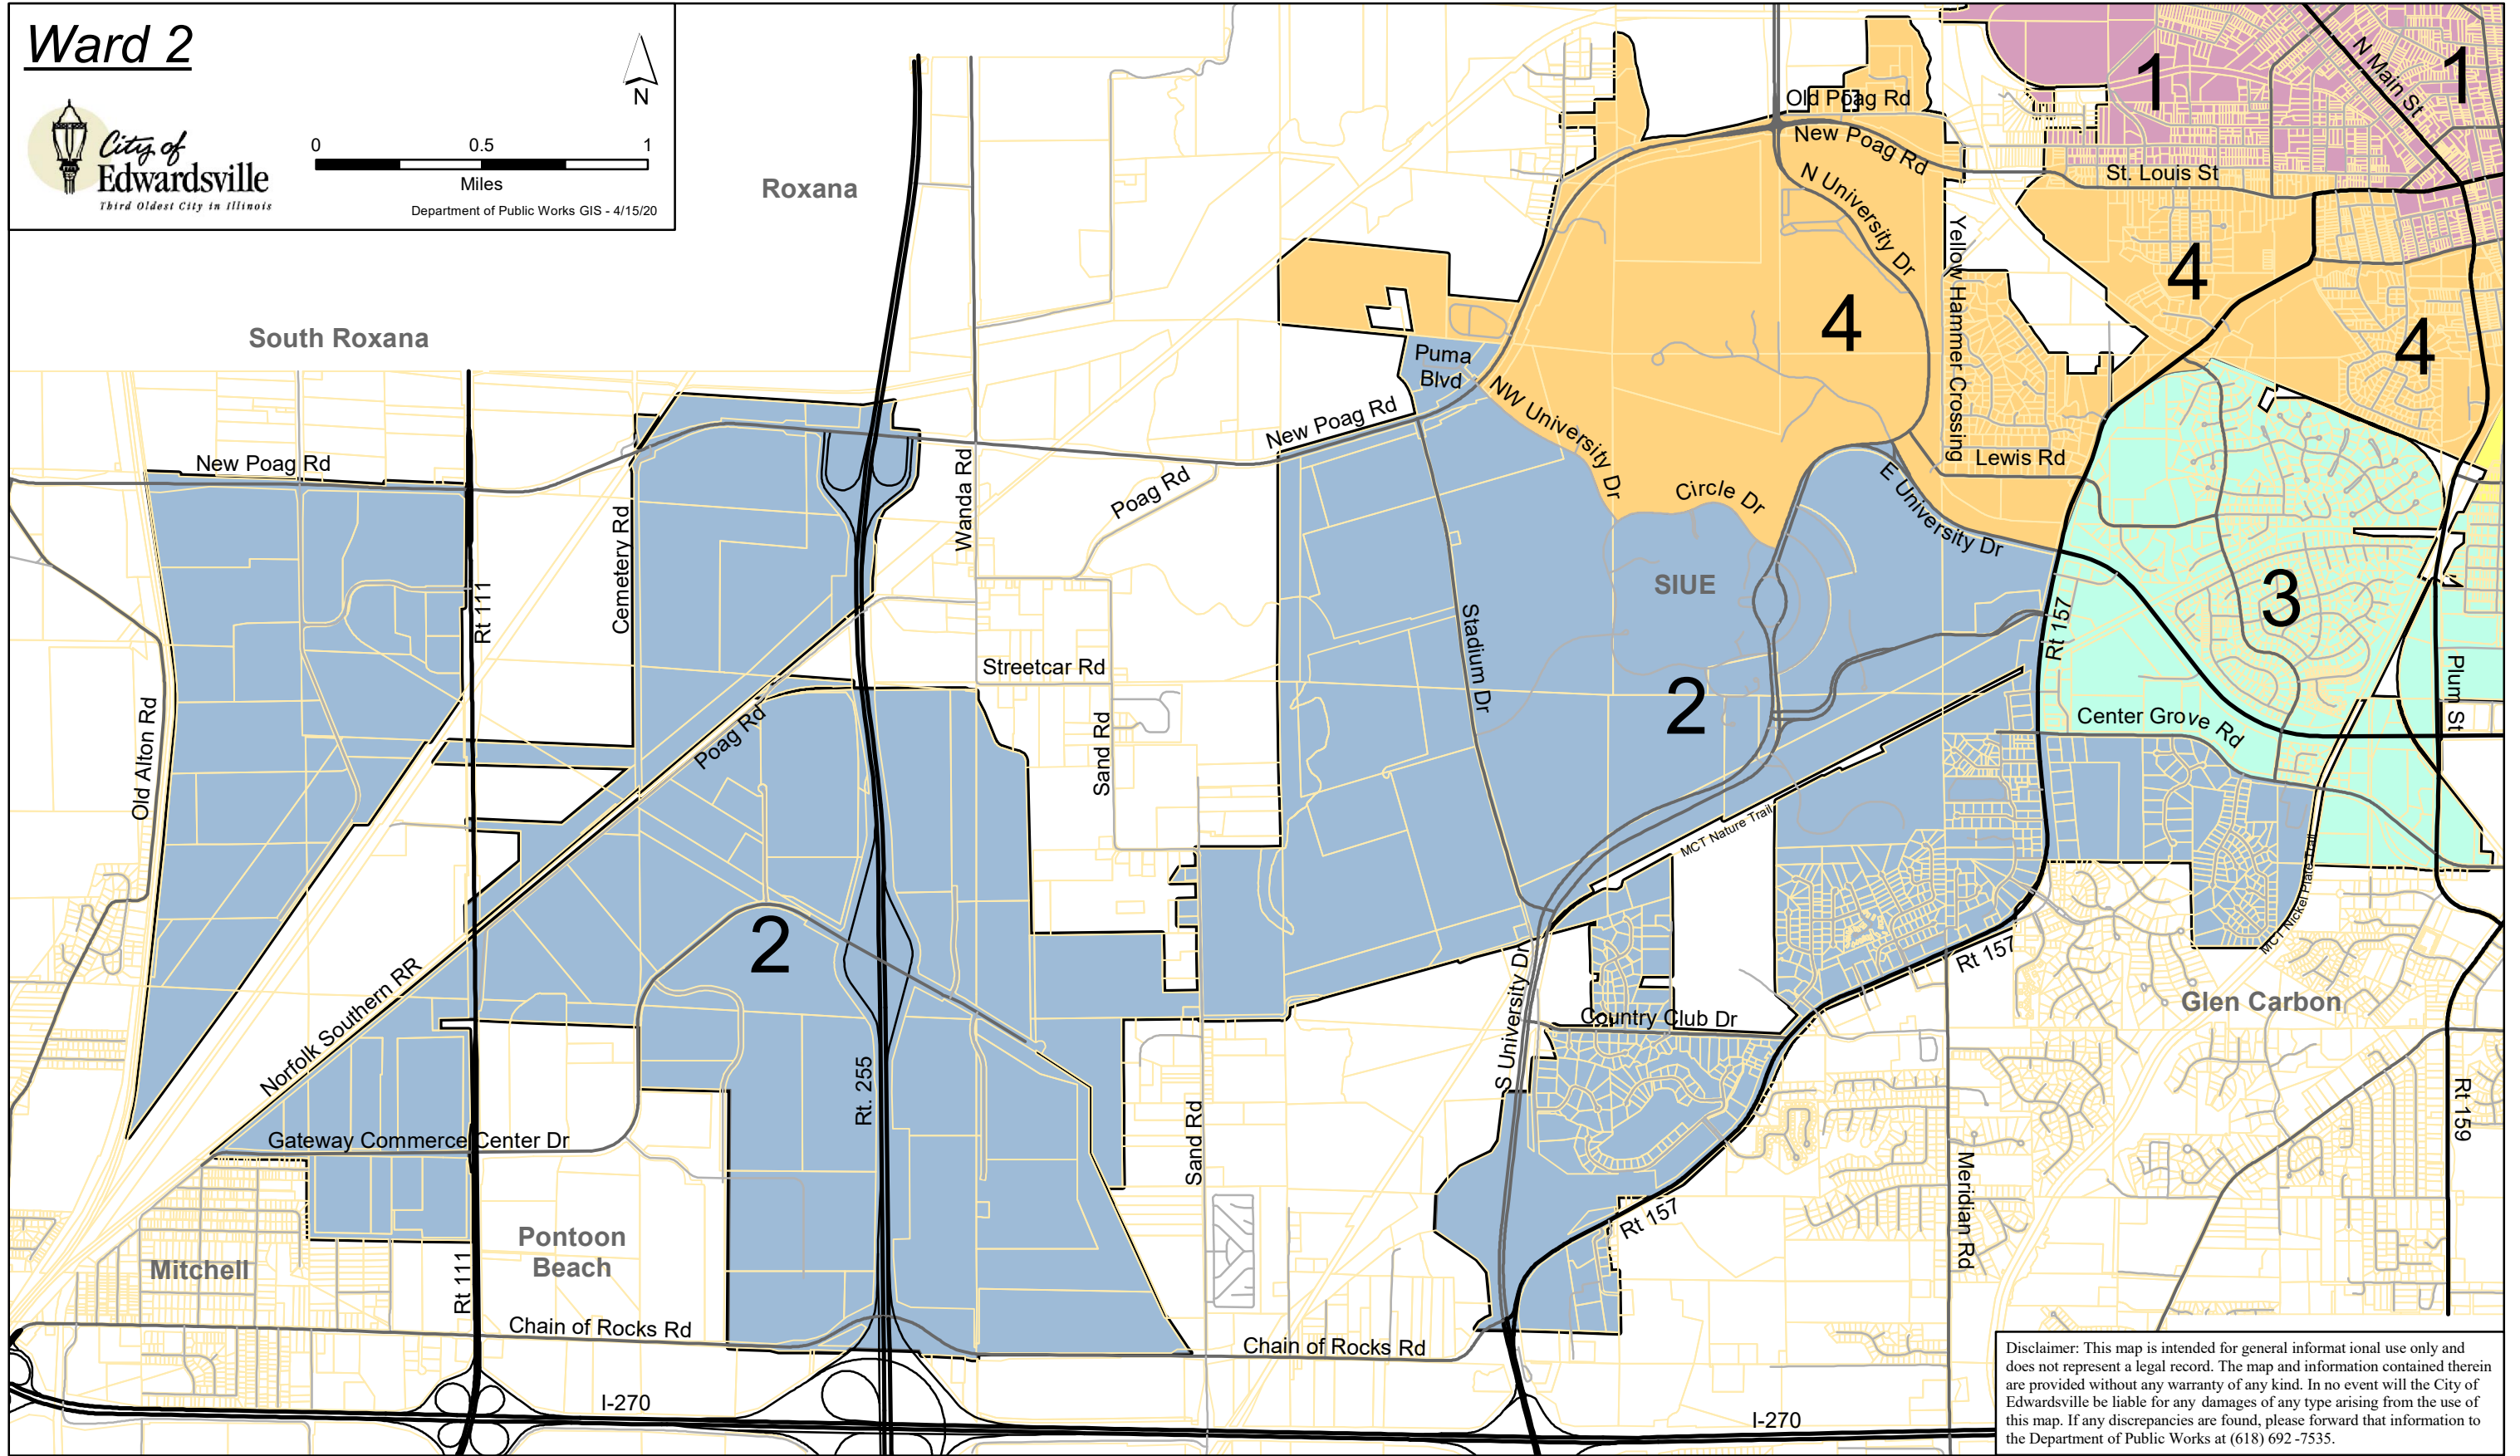 Ward 2
N
City of
Edwardsville
Third Oldest City in Illinois
0 0.5 1
Miles
Department of Public Works GIS - 4/15/20
Roxana
South Roxana
Old Poag Rd
New Poag Rd
N University Dr
Yellow Hammer Crossing
N Main St
1
1
St. Louis St
4
4
4
Puma
Blvd
NW University Dr
New Poag Rd
New Poag Rd
Poag Rd
Wanda Rd
Cemetery Rd
Rt 111
Circle Dr
Lewis Rd
E University Dr
SIUE
Stadium Dr
3
Rt 157
Streetcar Rd
Sand Rd
Old Alton Rd
Poag Rd
2
Center Grove Rd
Plum St
MCT Nature Trail
MCT Nickel Plate Trail
2
Norfolk Southern RR
Rt 157
S University Dr
Country Club Dr
Glen Carbon
Rt. 255
Sand Rd
Gateway Commerce Center Dr
Meridian Rd
Rt 159
Rt 157
Pontoon
Beach
Mitchell
Rt 111
Chain of Rocks Rd
Chain of Rocks Rd
I-270
I-270
Disclaimer: This map is intended for general informat ional use only and
does not represent a legal record. The map and information contained therein
are provided without any warranty of any kind. In no event will the City of
Edwardsville be liable for any damages of any type arising from the use of
this map. If any discrepancies are found, please forward that information to
the Department of Public Works at (618) 692 -7535.